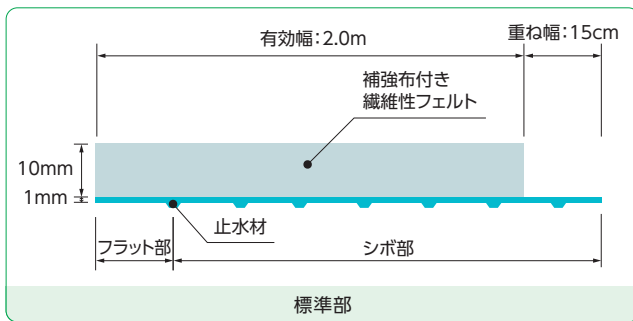 有効幅：2.0m
重ね幅：15cm
補強布付き
繊維性フェルト
10mm
1mm
止水材
フラット部
シボ部
標準部